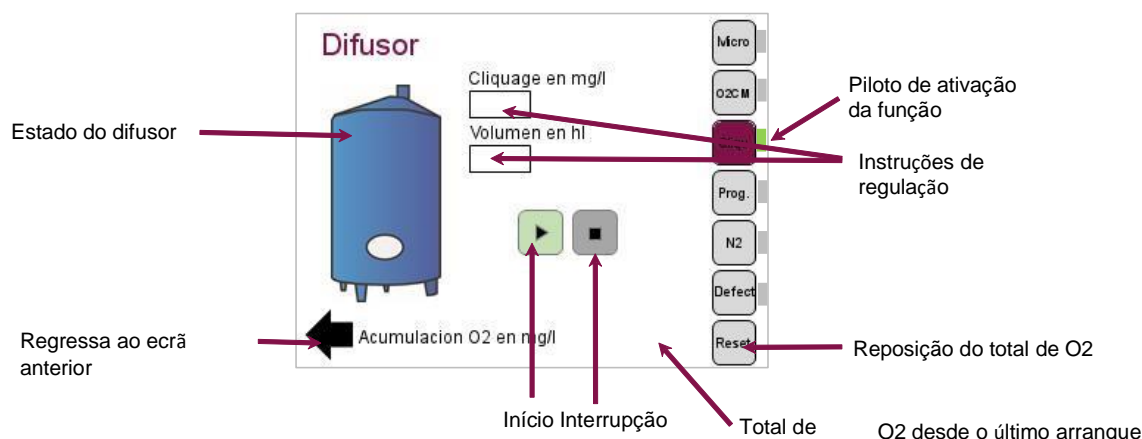 Difusor
Micro
Cliquage en mg/l
O2CM
Piloto de ativação
da função
Estado do difusor
Volumen en hl
Instruções de
regulação
Prog.
N2
Defect
Regressa ao ecrã
anterior
Acumulacion O2 en mg/l
Reset
Reposição do total de O2
Início Interrupção
Total de
O2 desde o último arranque